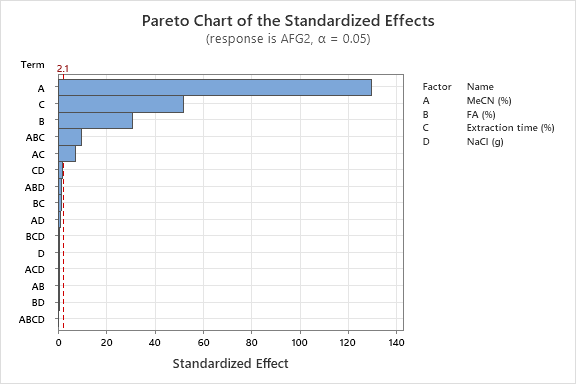 Pareto Chart of the Standardized Effects
(response is AFG2, α = 0.05)
Term
2.1
A
C
B
ABC
AC
CD
ABD
BC
AD
BCD
D
ACD
AB
BD
ABCD
0 20 40 60 80 100 120 140
Standardized Effect
Factor Name
A MeCN (%)
B FA (%)
C Extraction time (%)
D NaCl (g)